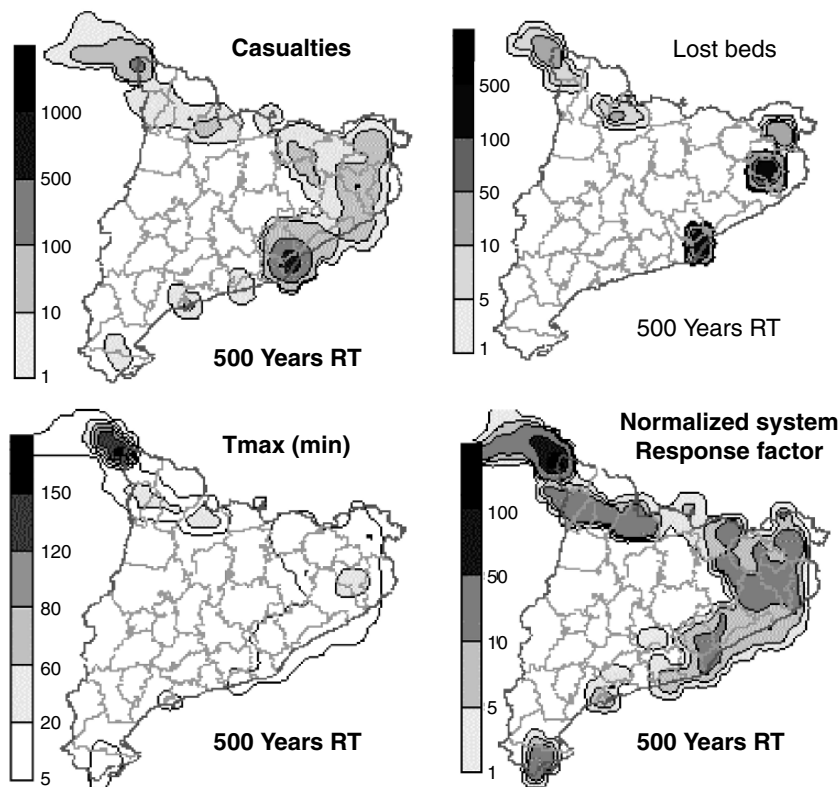 Casualties
1000
500
100
10
1
500 Years RT
Lost beds
500
100
50
10
5
1
500 Years RT
Tmax (min)
150
120
80
60
20
5
500 Years RT
Normalized system
Response factor
100
50
10
5
1
500 Years RT